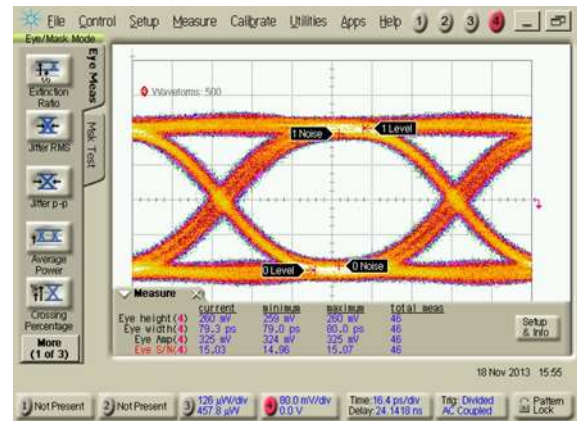 File Control Setup Measure Calibrate Utilities Apps Help 1 2 3 4
Eye/Mask Mode
Eye Meas
Msk Test
Extinction
Ratio
Jitter RMS
Jitter p-p
Average
Power
Crossing
Percentage
More
(1 of 3)
Waveforms: 500
1 Noise
1 Level
0 Level
0 Noise
Measure
current minimum maximum total meas
Eye height(4) 260 mV 259 mV 260 mV 46
Eye width(4) 79.3 ps 79.0 ps 80.0 ps 46
Eye Amp(4) 325 mV 324 mV 325 mV 46
Eye S/N(4) 15.03 14.96 15.07 46
Setup
& Info
18 Nov 2013 15:55
1) Not Present
2) Not Present
3) 126 µW/div
457.8 µW
4) 80.0 mV/div
0.0 V
Time:16.4 ps/div
Delay:24.1418 ns
Trig: Divided
AC Coupled
Pattern
Lock